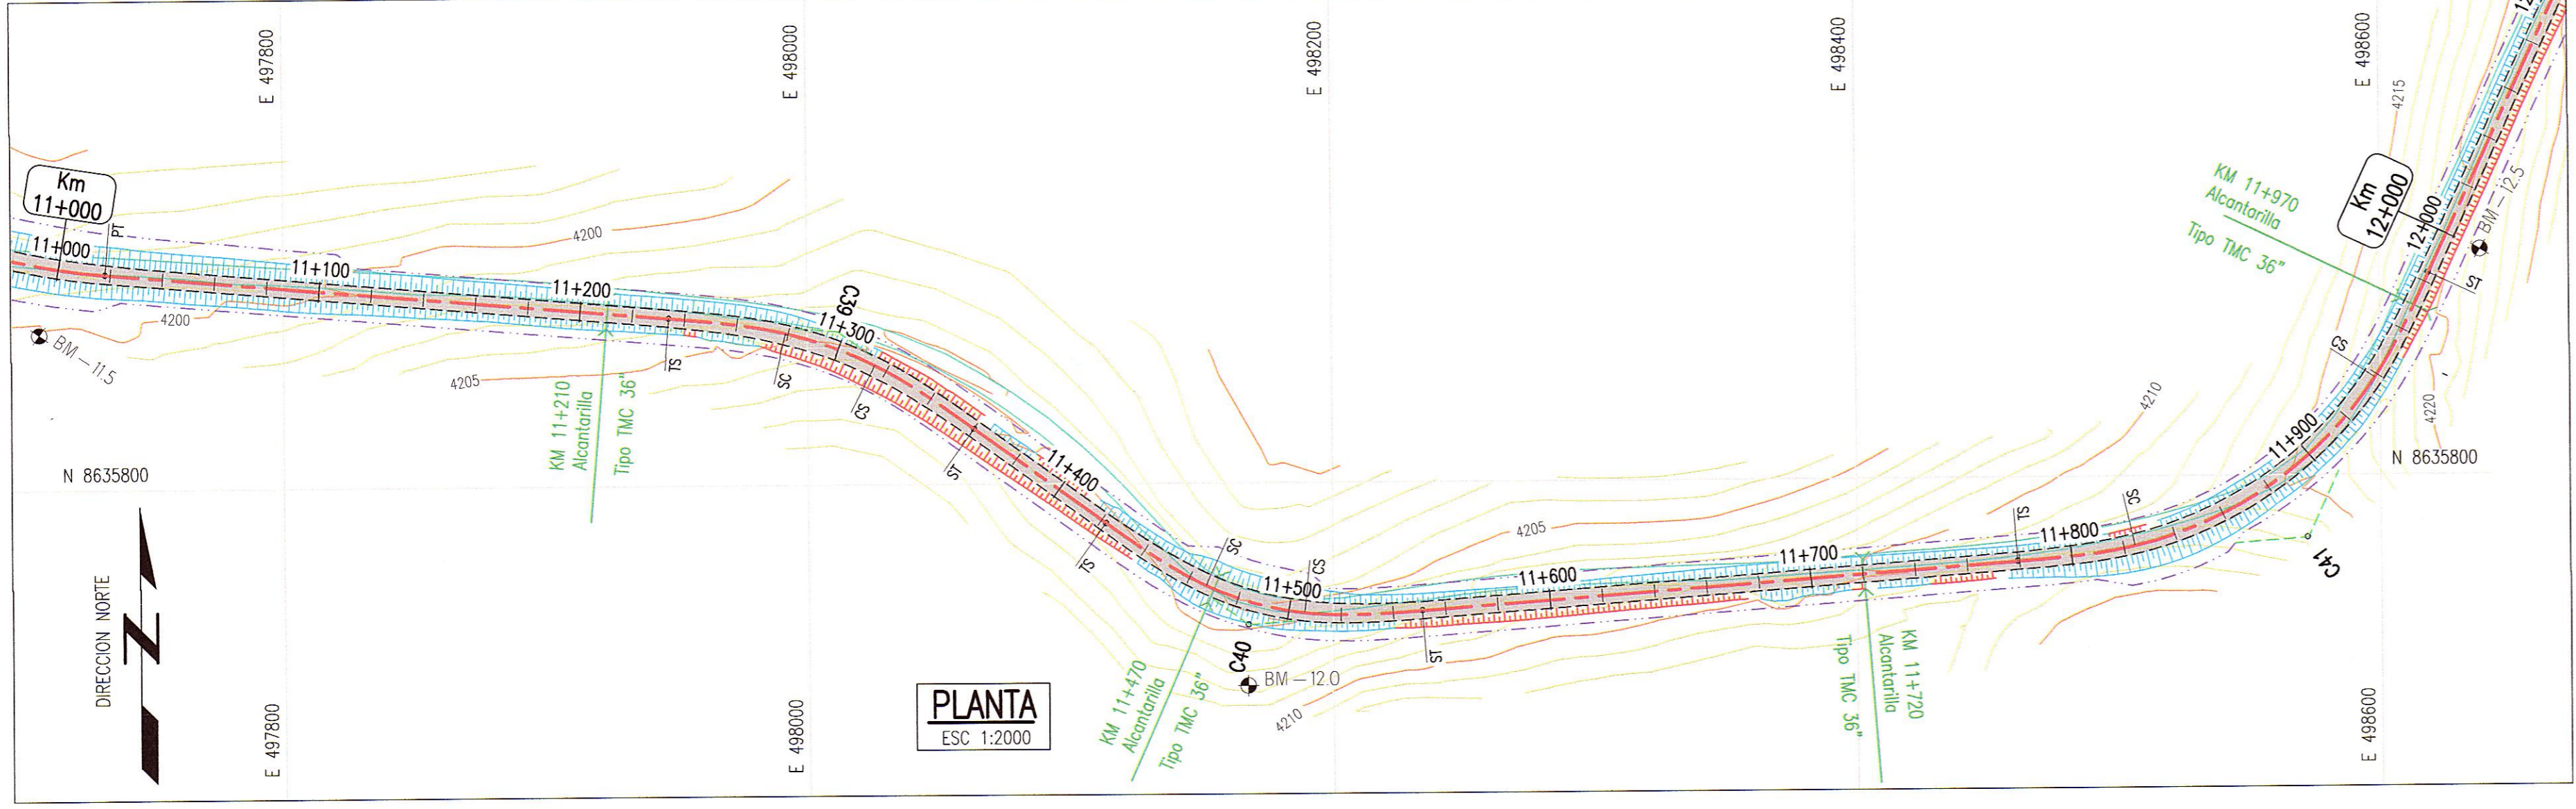 E 497800
E 498000
E 498200
E 498400
E 498600
4215
Km
11+000
11+000
PT
11+100
4200
11+200
C39
11+300
4200
BM – 11.5
4205
TS
SC
CS
ST
KM 11+210
Alcantarilla
Tipo TMC 36"
N 8635800
11+400
TS
SC
11+500
CS
C40
BM – 12.0
4210
KM 11+470
Alcantarilla
Tipo TMC 36"
4205
11+600
ST
11+700
KM 11+720
Alcantarilla
Tipo TMC 36"
TS
11+800
SC
4210
11+900
C41
CS
ST
4220
N 8635800
KM 11+970
Alcantarilla
Tipo TMC 36"
Km
12+000
12+000
BM – 12.5
DIRECCION NORTE
N
PLANTA
ESC 1:2000
E 497800
E 498000
E 498600